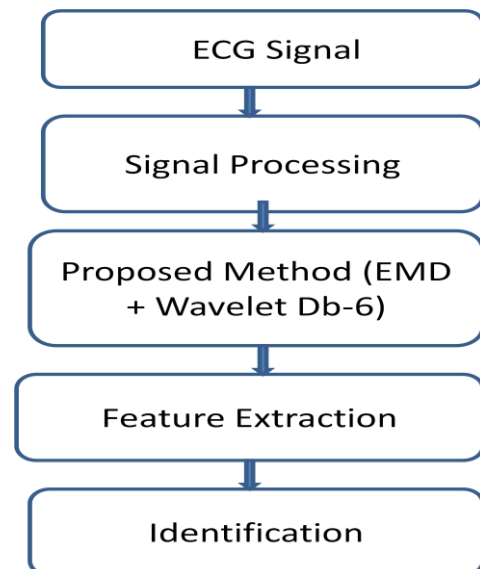 ECG Signal
Signal Processing
Proposed Method (EMD
+ Wavelet Db-6)
Feature Extraction
Identification